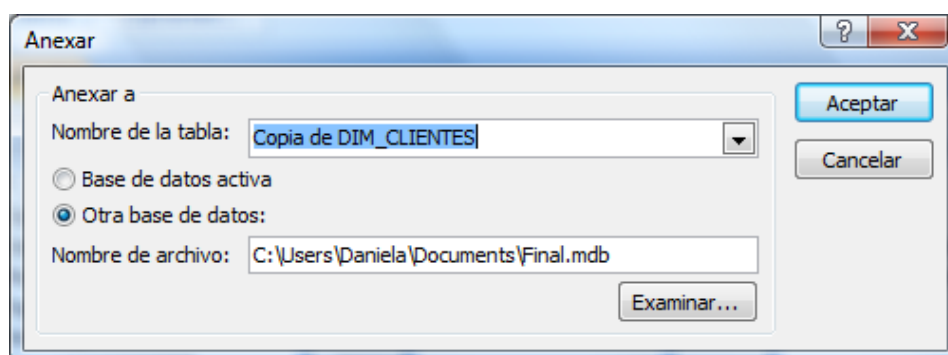 Anexar
?
Anexar a
Nombre de la tabla: Copia de DIM_CLIENTES
Aceptar
Cancelar
Base de datos activa
Otra base de datos:
Nombre de archivo: C:\Users\Daniela\Documents\Final.mdb
Examinar...